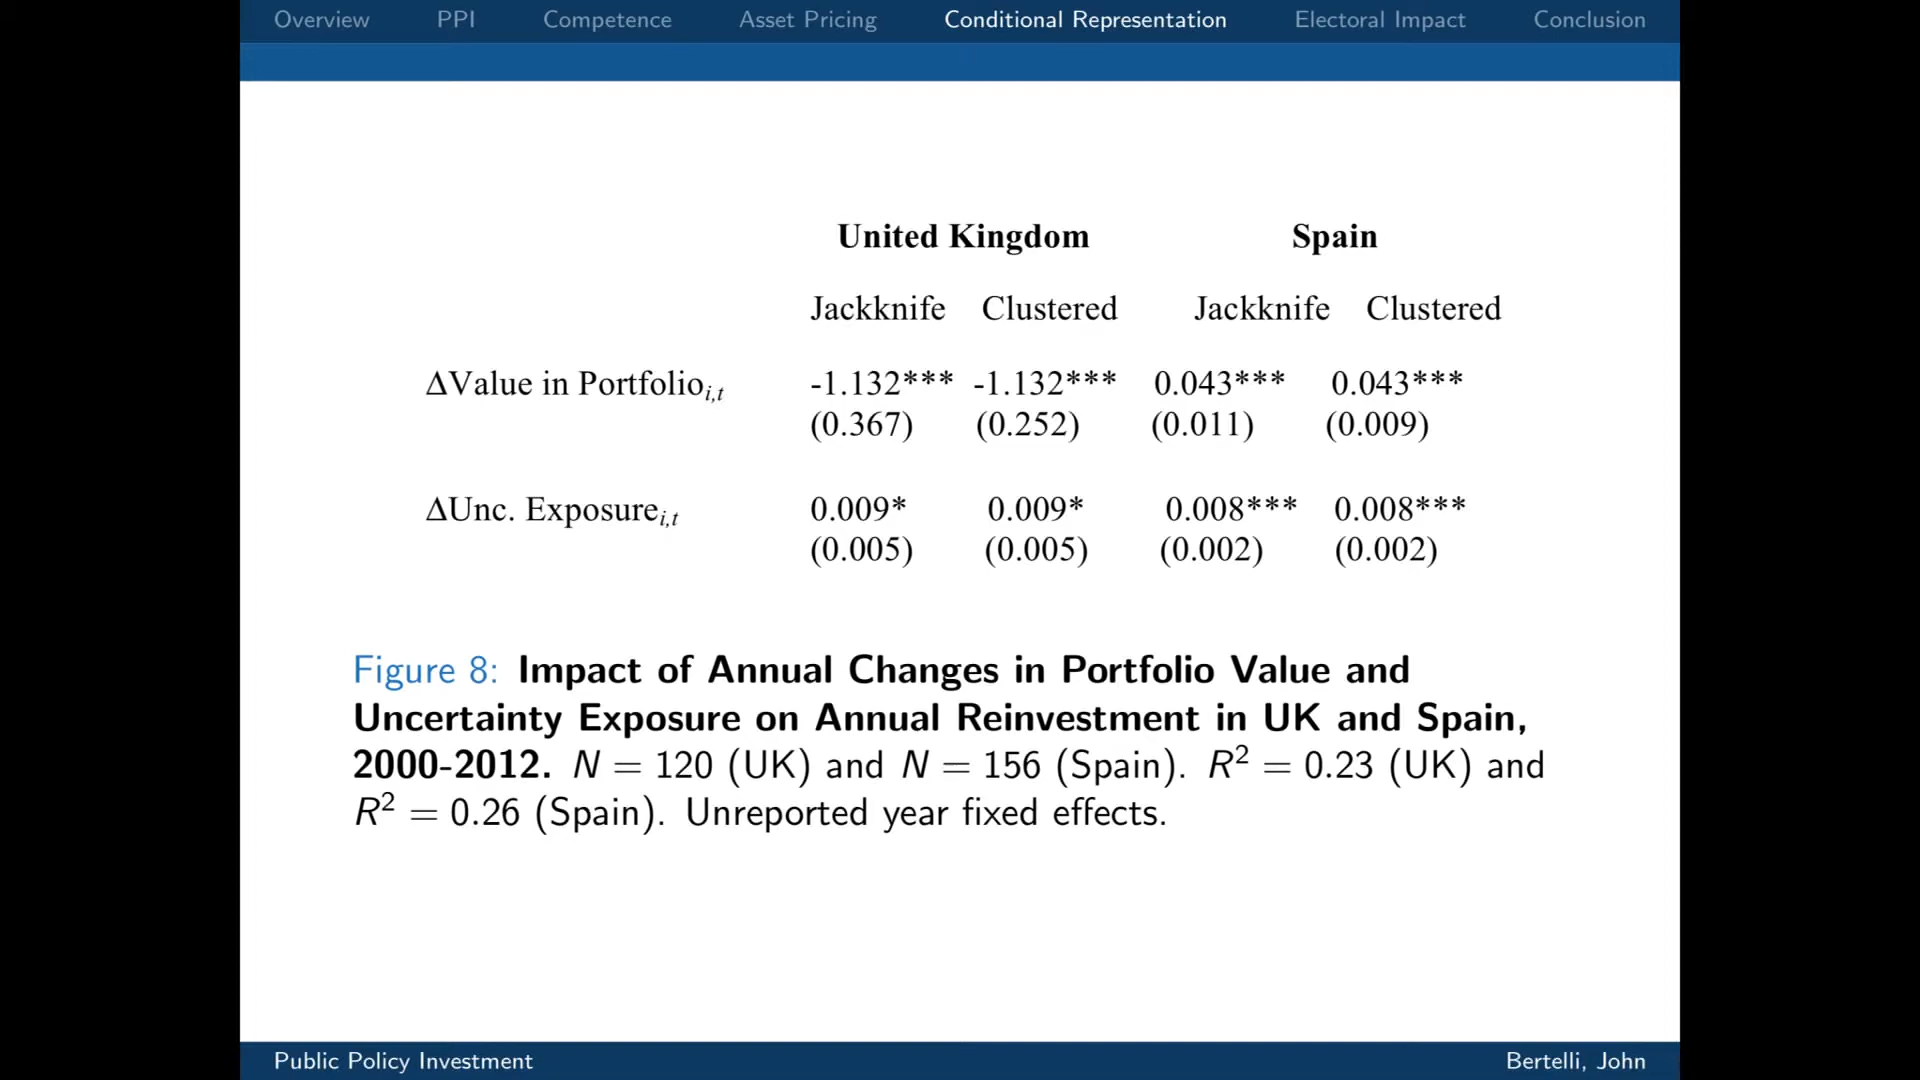 Overview PPI Competence Asset Pricing Conditional Representation Electoral Impact Conclusion
United Kingdom Spain
Jackknife Clustered Jackknife Clustered
ΔValue in Portfolio_{i,t} -1.132*** -1.132*** 0.043*** 0.043***
(0.367) (0.252) (0.011) (0.009)
ΔUnc. Exposure_{i,t} 0.009* 0.009* 0.008*** 0.008***
(0.005) (0.005) (0.002) (0.002)
Figure 8: Impact of Annual Changes in Portfolio Value and
Uncertainty Exposure on Annual Reinvestment in UK and Spain,
2000-2012. N = 120 (UK) and N = 156 (Spain). R² = 0.23 (UK) and
R² = 0.26 (Spain). Unreported year fixed effects.
Public Policy Investment Bertelli, John